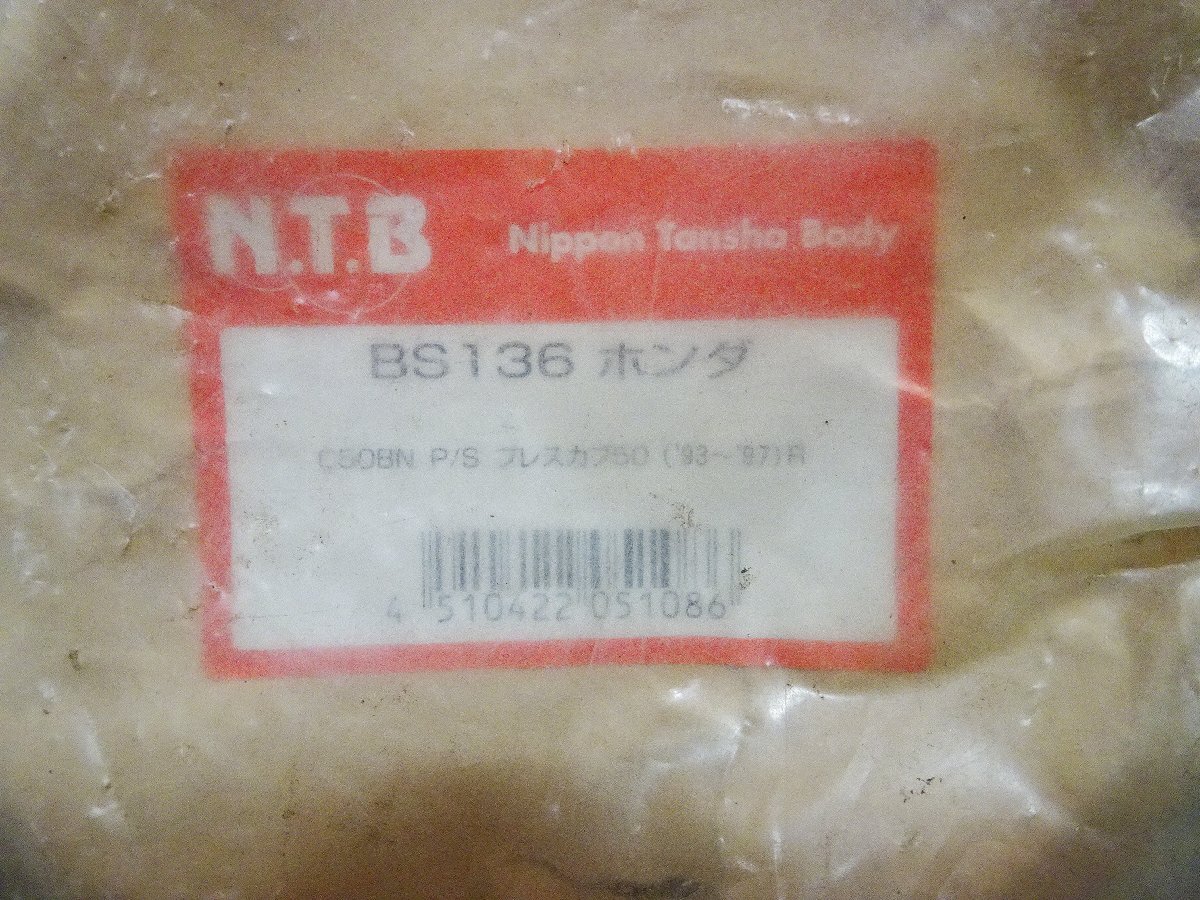 N.T.B
Nippon Tansha Body
BS136 ホンダ
C50BN P/S プレスカブ50 ('93～'97)R
4 510422 051086